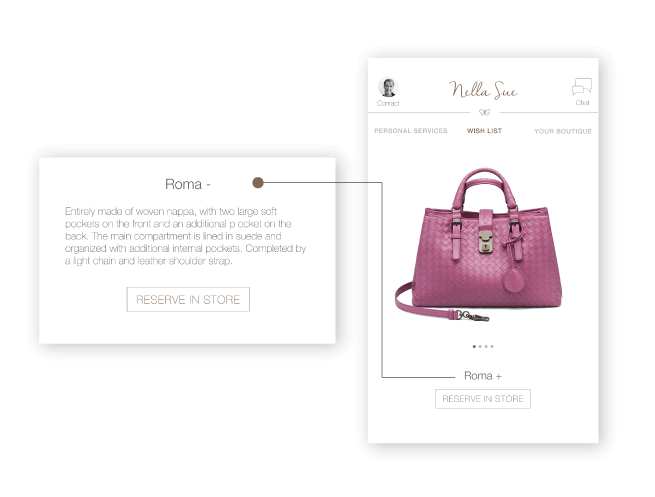 Roma -
Entirely made of woven nappa, with two large soft
pockets on the front and an additional p ocket on the
back. The main compartment is lined in suede and
organized with additional internal pockets. Completed by
a light chain and leather shoulder strap.
RESERVE IN STORE
Contact
Nella Sue
Chat
PERSONAL SERVICES WISH LIST YOUR BOUTIQUE
Roma +
RESERVE IN STORE